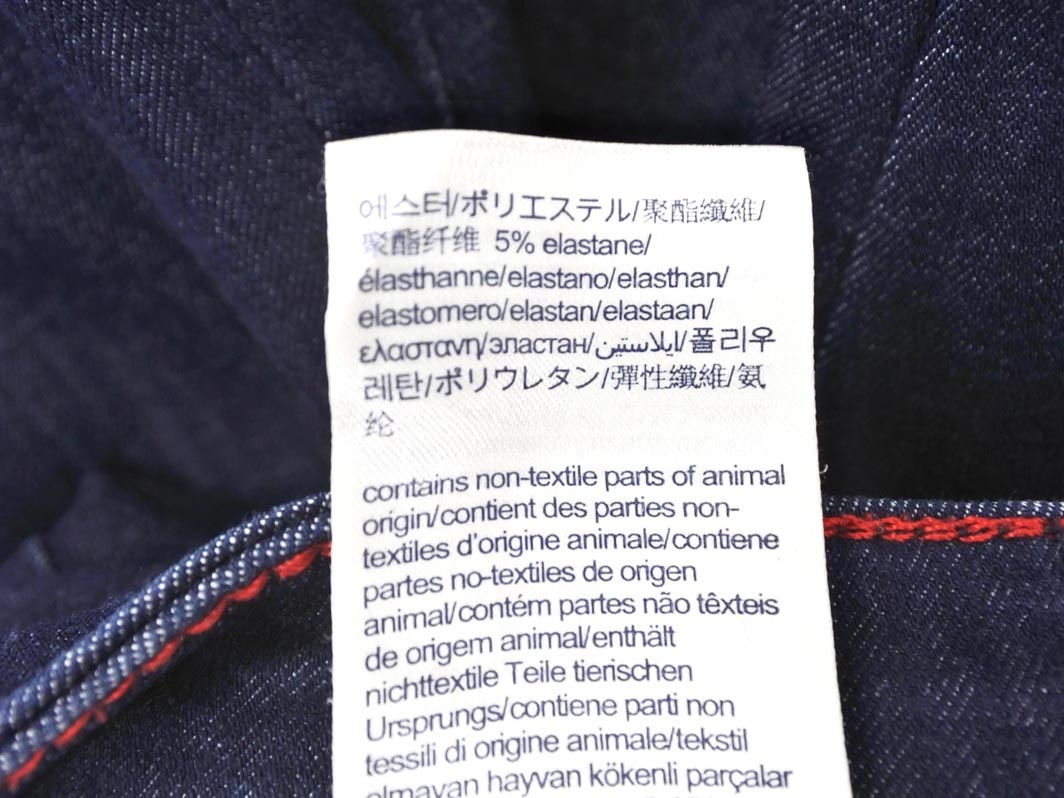 에스터/ポリエステル/聚酯纖維/
聚酯纤维 5% elastane/
élasthanne/elastano/elasthan/
elastomero/elastan/elastaan/
ελαστανη/эластан/ايلاستين/폴리우
레탄/ポリウレタン/彈性纖維/氨
纶
contains non-textile parts of animal
origin/contient des parties non-
textiles d'origine animale/contiene
partes no-textiles de origen
animal/contém partes não têxteis
de origem animal/enthält
nichttextile Teile tierischen
Ursprungs/contiene parti non
tessili di origine animale/tekstil
olmayan hayvan kökenli parçalar